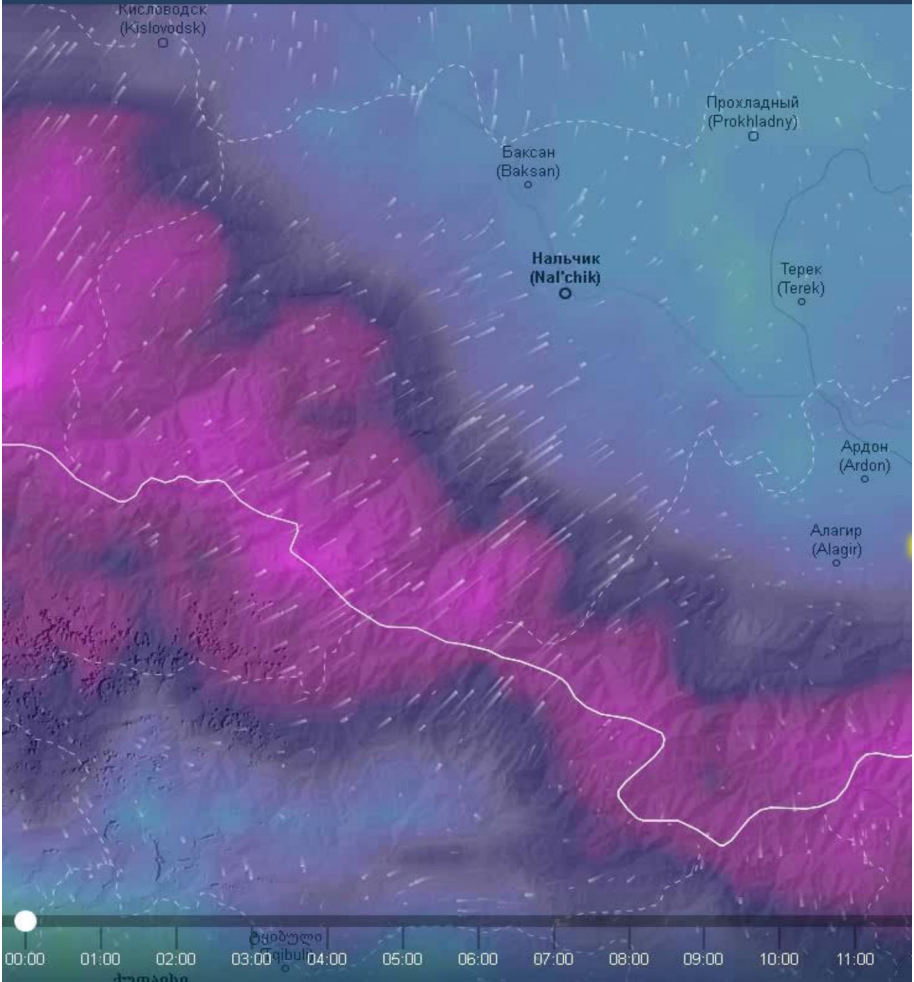 Кисловодск
(Kislovodsk)
Прохладный
(Prokhladny)
Баксан
(Baksan)
Нальчик
(Nal'chik)
Терек
(Terek)
Ардон
(Ardon)
Алагир
(Alagir)
ტყიბული
(Tqibuli)
00:00 01:00 02:00 03:00 04:00 05:00 06:00 07:00 08:00 09:00 10:00 11:00